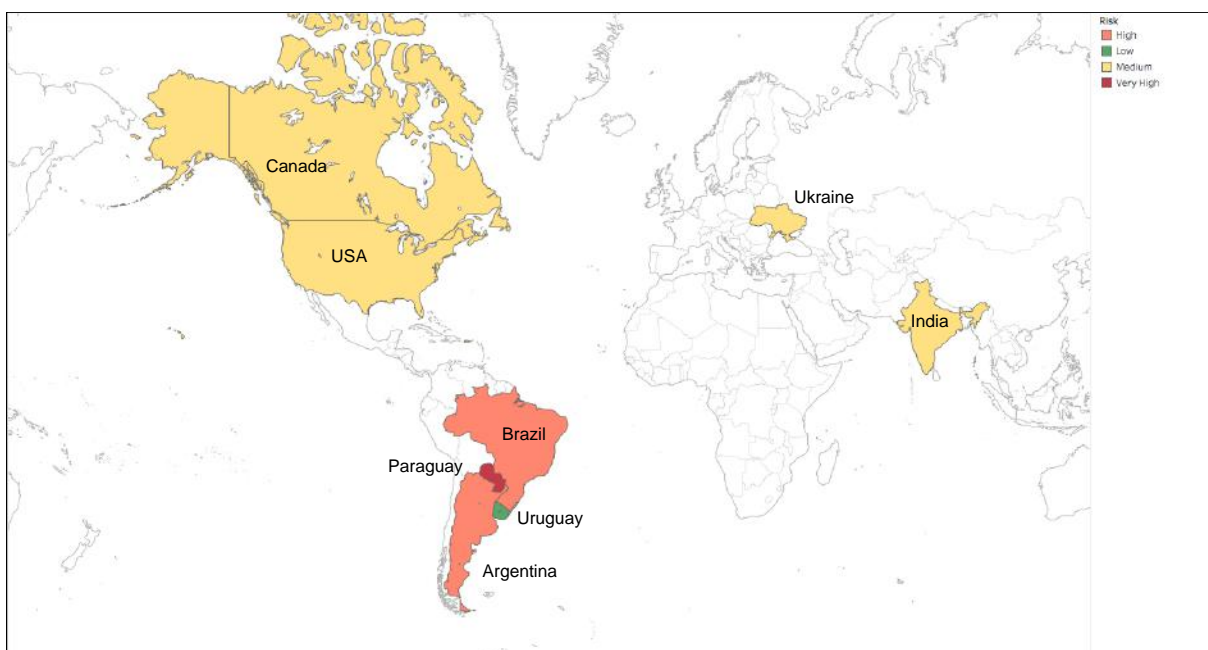 Risk
High
Low
Medium
Very High
Canada
USA
Ukraine
India
Brazil
Paraguay
Uruguay
Argentina